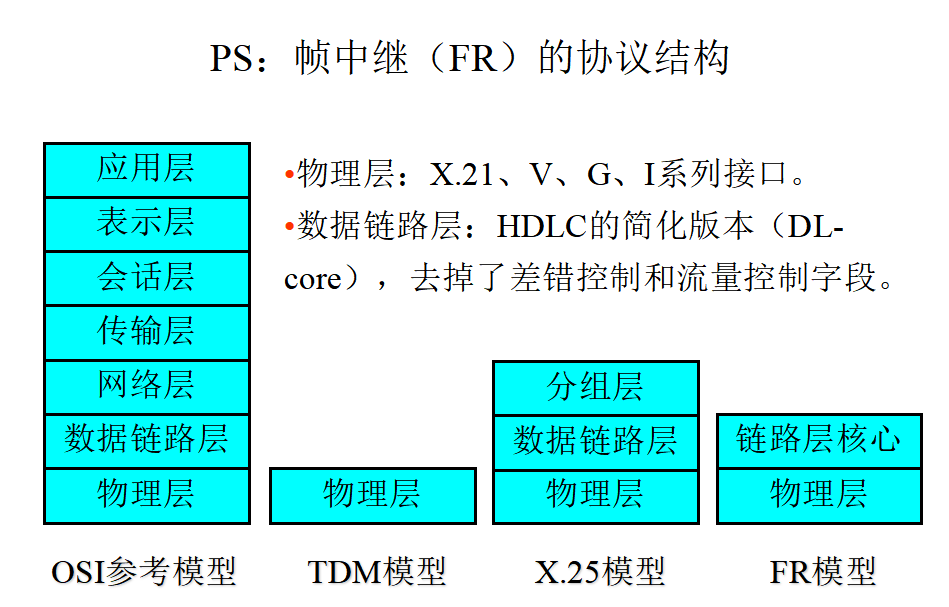 PS：帧中继（FR）的协议结构
•物理层：X.21、V、G、I系列接口。
•数据链路层：HDLC的简化版本（DL-
core），去掉了差错控制和流量控制字段。
应用层
表示层
会话层
传输层
网络层
数据链路层
物理层
OSI参考模型
物理层
TDM模型
分组层
数据链路层
物理层
X.25模型
链路层核心
物理层
FR模型